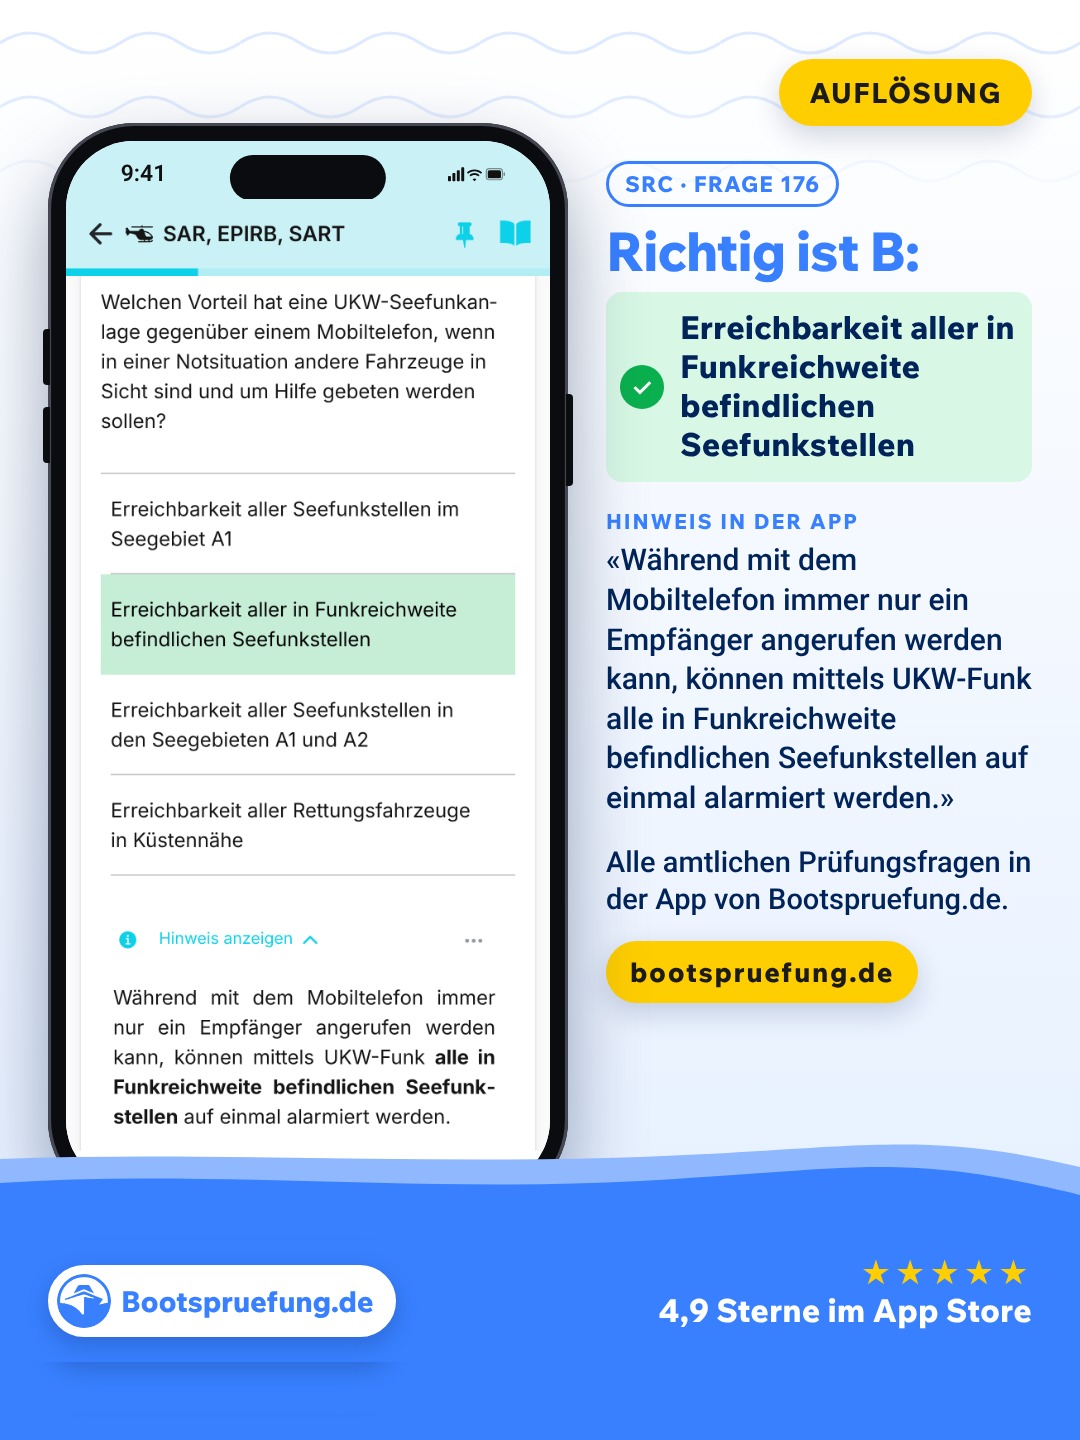 AUFLÖSUNG
9:41
SAR, EPIRB, SART
Welchen Vorteil hat eine UKW-Seefunkan-
lage gegenüber einem Mobiltelefon, wenn
in einer Notsituation andere Fahrzeuge in
Sicht sind und um Hilfe gebeten werden
sollen?
Erreichbarkeit aller Seefunkstellen im
Seegebiet A1
Erreichbarkeit aller in Funkreichweite
befindlichen Seefunkstellen
Erreichbarkeit aller Seefunkstellen in
den Seegebieten A1 und A2
Erreichbarkeit aller Rettungsfahrzeuge
in Küstennähe
Hinweis anzeigen
Während mit dem Mobiltelefon immer
nur ein Empfänger angerufen werden
kann, können mittels UKW-Funk alle in
Funkreichweite befindlichen Seefunk-
stellen auf einmal alarmiert werden.
SRC · FRAGE 176
Richtig ist B:
Erreichbarkeit aller in
Funkreichweite
befindlichen
Seefunkstellen
HINWEIS IN DER APP
«Während mit dem
Mobiltelefon immer nur ein
Empfänger angerufen werden
kann, können mittels UKW-Funk
alle in Funkreichweite
befindlichen Seefunkstellen auf
einmal alarmiert werden.»
Alle amtlichen Prüfungsfragen in
der App von Bootspruefung.de.
bootspruefung.de
Bootspruefung.de
4,9 Sterne im App Store